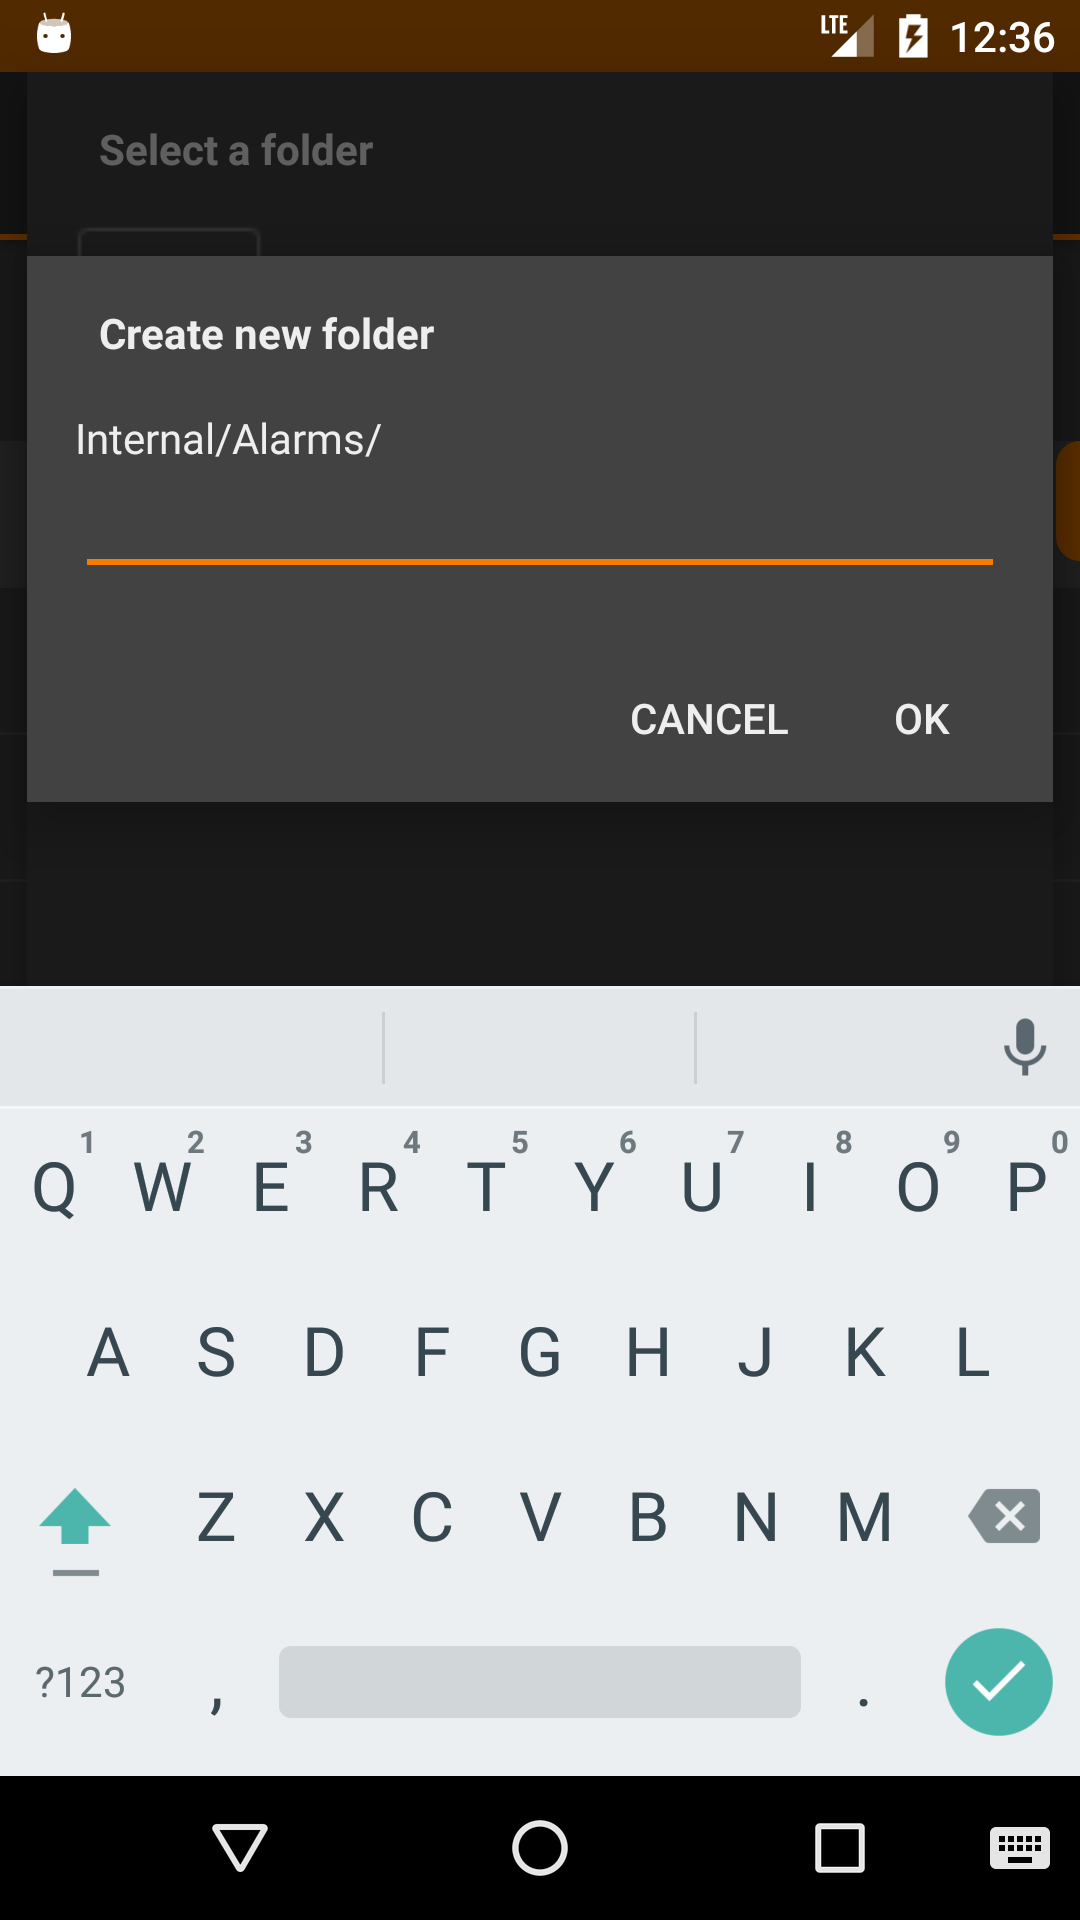 LTE 12:36
Select a folder
Create new folder
Internal/Alarms/
CANCEL OK
1 2 3 4 5 6 7 8 9 0
Q W E R T Y U I O P
A S D F G H J K L
Z X C V B N M
?123 , .